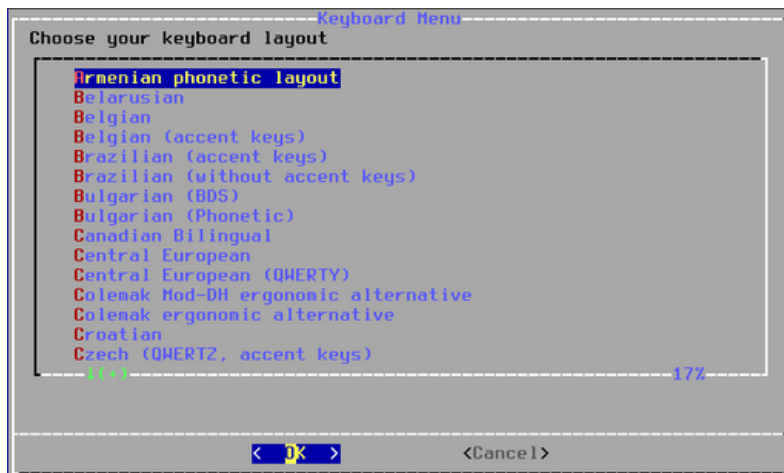 Keyboard Menu
Choose your keyboard layout
Armenian phonetic layout
Belarusian
Belgian
Belgian (accent keys)
Brazilian (accent keys)
Brazilian (without accent keys)
Bulgarian (BDS)
Bulgarian (Phonetic)
Canadian Bilingual
Central European
Central European (QWERTY)
Colemak Mod-DH ergonomic alternative
Colemak ergonomic alternative
Croatian
Czech (QWERTZ, accent keys)
↓(+) 17%
< OK > <Cancel>